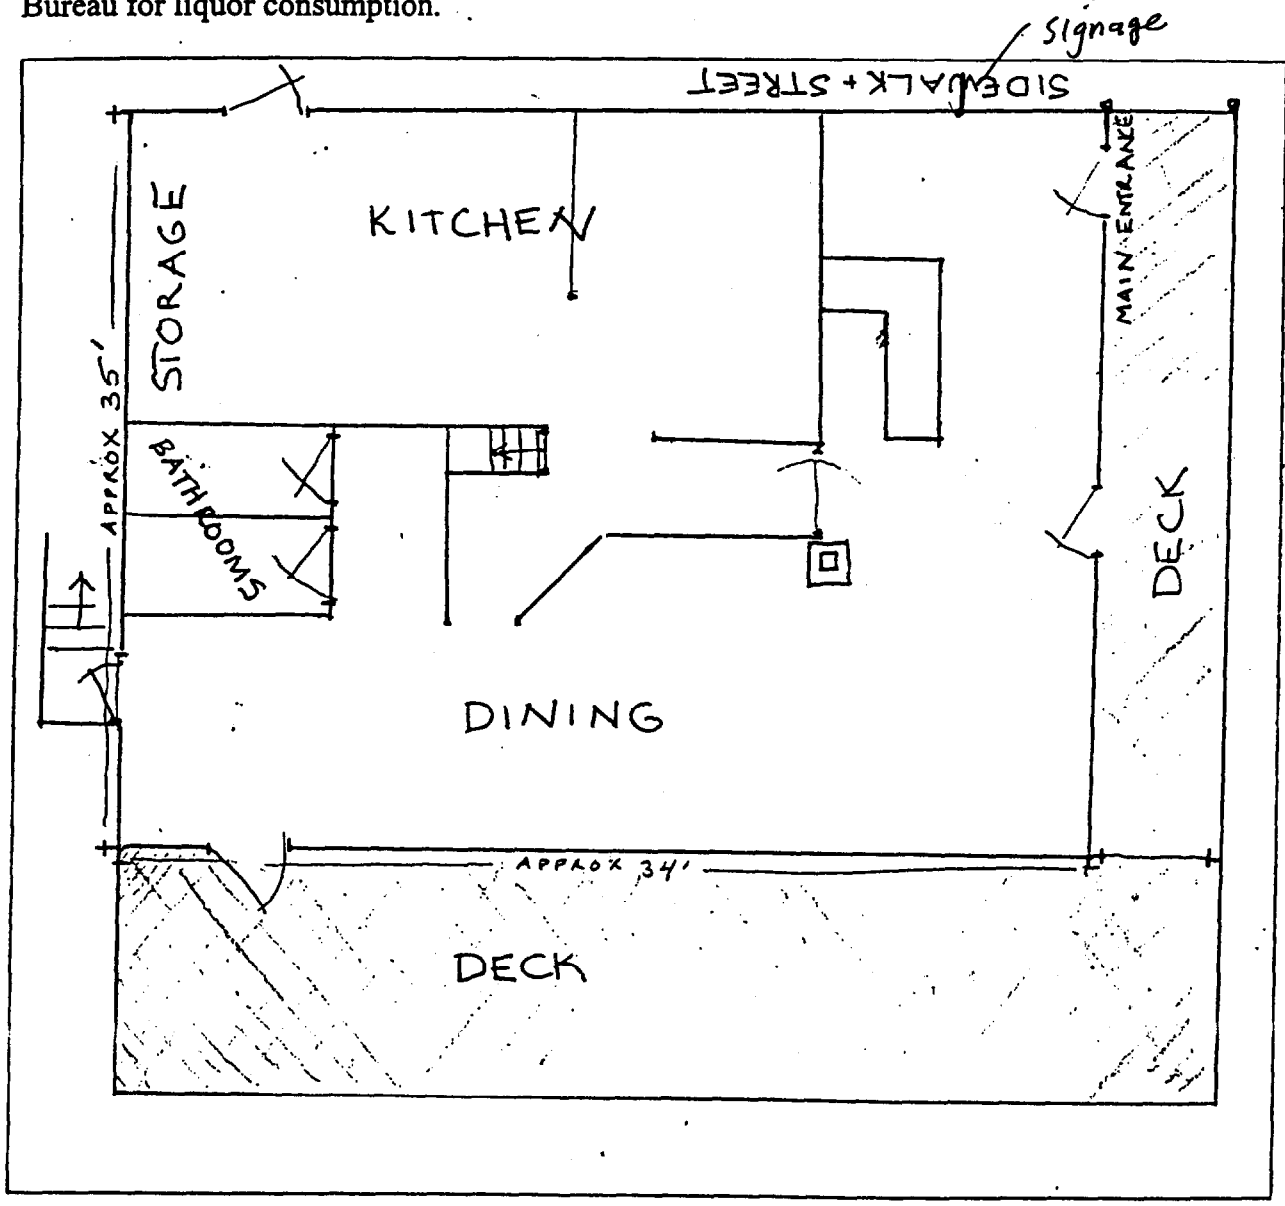 Bureau for liquor consumption.
Signage
SIDEWALK + STREET
MAIN ENTRANCE
KITCHEN
STORAGE
APPROX 35'
BATHROOMS
DECK
DINING
APPROX 34'
DECK